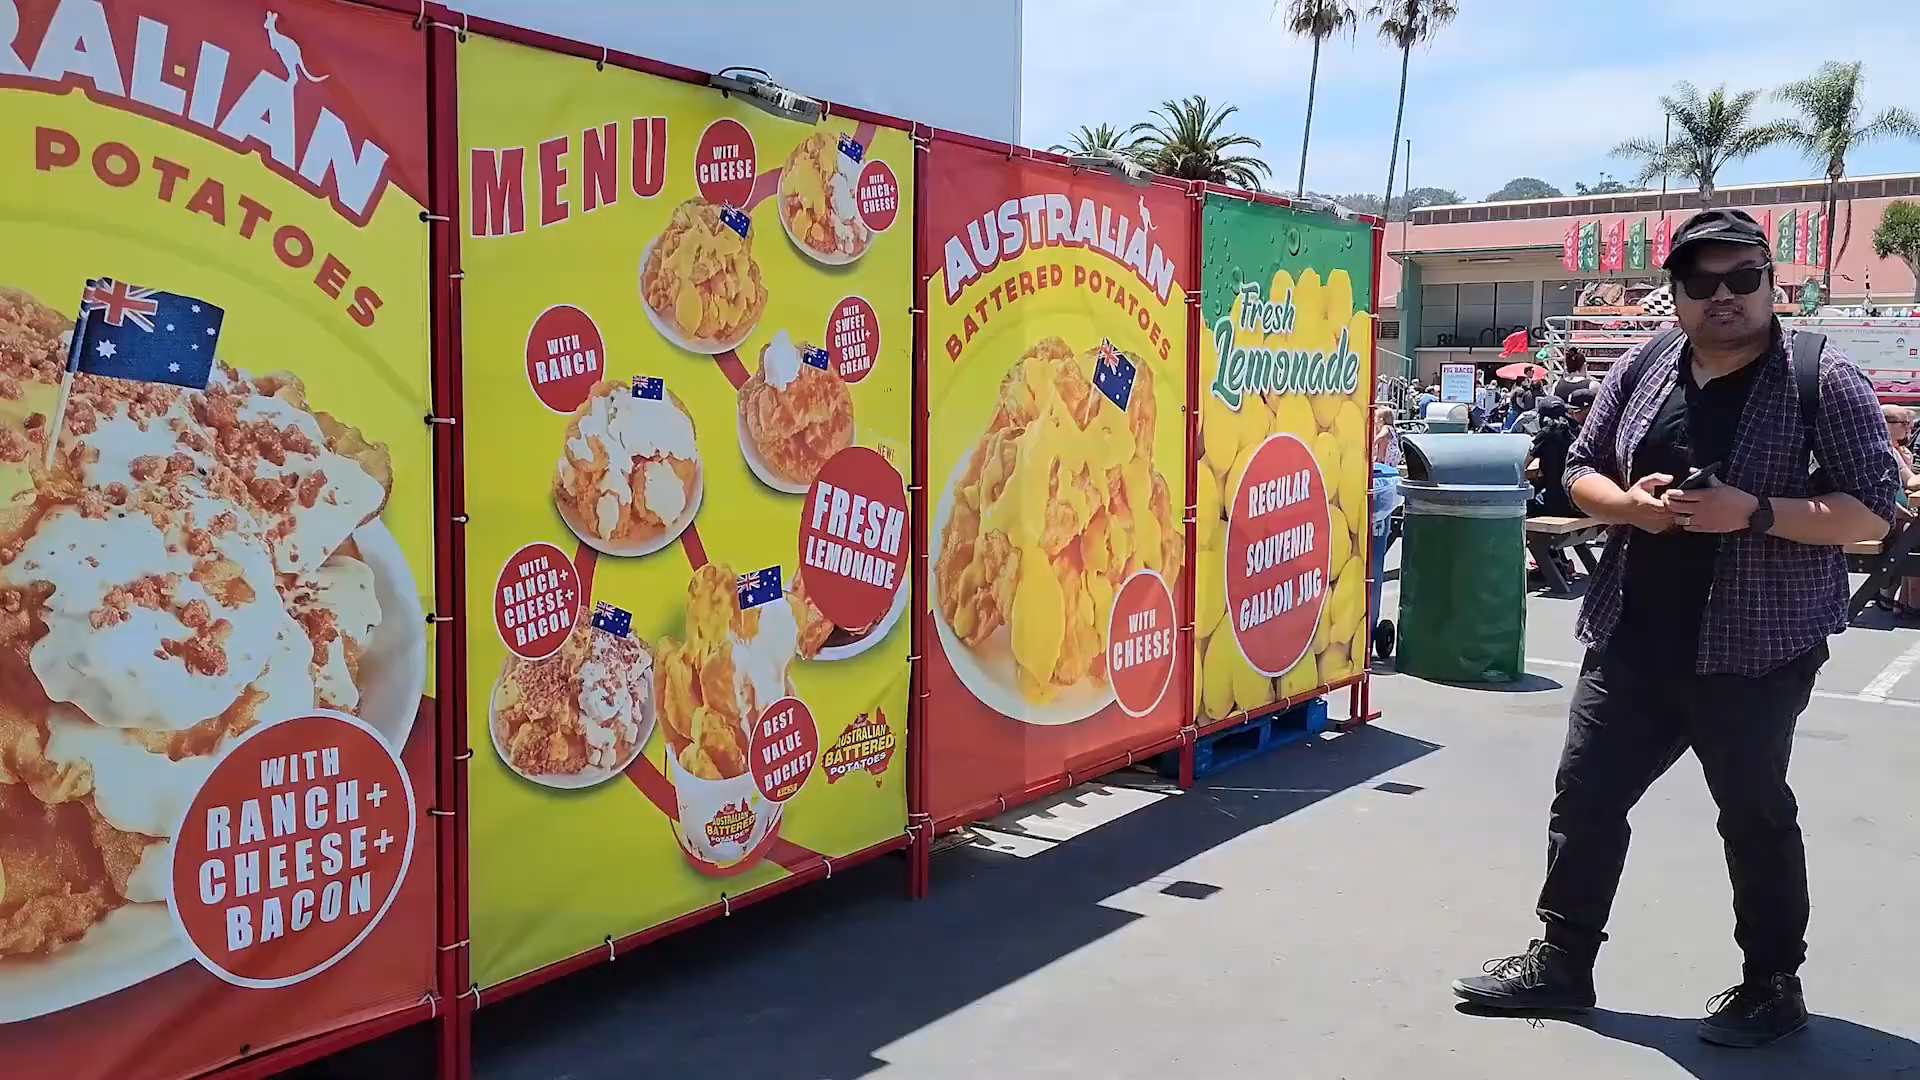 RALIAN
POTATOES
WITH
RANCH+
CHEESE+
BACON
MENU
WITH
CHEESE
WITH
RANCH+
CHEESE
WITH
RANCH
WITH
SWEET
CHILLI+
SOUR
CREAM
NEW!
FRESH
LEMONADE
WITH
RANCH+
CHEESE+
BACON
BEST
VALUE
BUCKET
AUSTRALIAN
BATTERED
POTATOES
AUSTRALIAN
BATTERED
POTATOES
AUSTRALIAN
BATTERED POTATOES
WITH
CHEESE
Fresh
Lemonade
REGULAR
SOUVENIR
GALLON JUG
PIG RACES